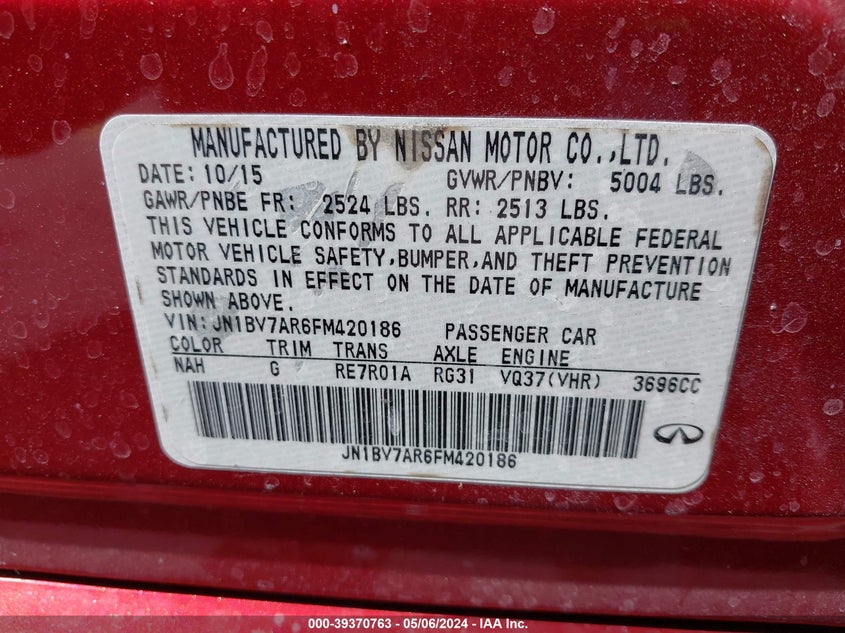 MANUFACTURED BY NISSAN MOTOR CO.,LTD.
DATE: 10/15 GVWR/PNBV: 5004 LBS.
GAWR/PNBE FR: 2524 LBS. RR: 2513 LBS.
THIS VEHICLE CONFORMS TO ALL APPLICABLE FEDERAL
MOTOR VEHICLE SAFETY,BUMPER,AND THEFT PREVENTION
STANDARDS IN EFFECT ON THE DATE OF MANUFACTURE
SHOWN ABOVE.
VIN:JN1BV7AR6FM420186 PASSENGER CAR
COLOR TRIM TRANS AXLE ENGINE
NAH G RE7R01A RG31 VQ37(VHR) 3696CC
JN1BV7AR6FM420186
000-39370763 - 05/06/2024 - IAA Inc.